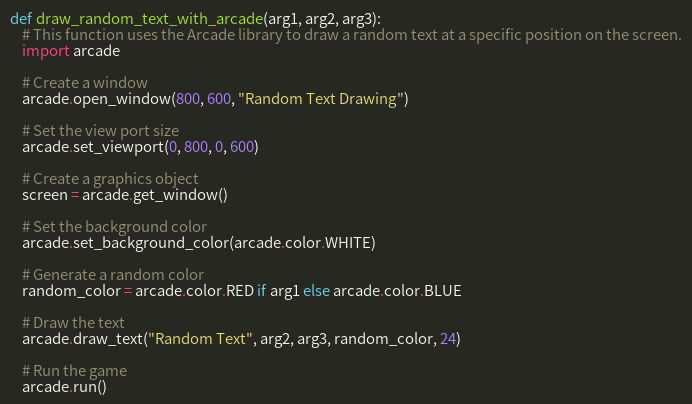 def draw_random_text_with_arcade(arg1, arg2, arg3):
# This function uses the Arcade library to draw a random text at a specific position on the screen.
import arcade
# Create a window
arcade.open_window(800, 600, "Random Text Drawing")
# Set the view port size
arcade.set_viewport(0, 800, 0, 600)
# Create a graphics object
screen = arcade.get_window()
# Set the background color
arcade.set_background_color(arcade.color.WHITE)
# Generate a random color
random_color = arcade.color.RED if arg1 else arcade.color.BLUE
# Draw the text
arcade.draw_text("Random Text", arg2, arg3, random_color, 24)
# Run the game
arcade.run()